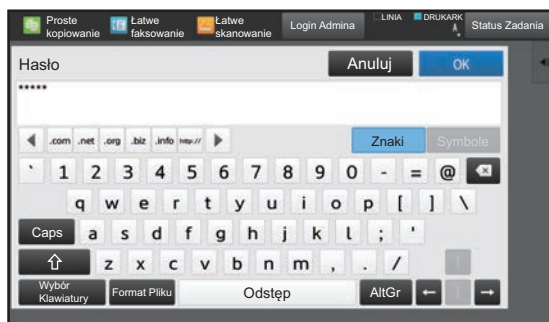 Proste kopiowanie
Łatwe faksowanie
Łatwe skanowanie
Login Admina
LINIA
DRUKARK
A
Status Zadania
Hasło
Anuluj
OK
*****
.com .net .org .biz .info http://
Znaki
Symbole
` 1 2 3 4 5 6 7 8 9 0 - = @
q w e r t y u i o p [ ] \
Caps a s d f g h j k l ; '
z x c v b n m , . /
Wybór Klawiatury
Format Pliku
Odstęp
AltGr